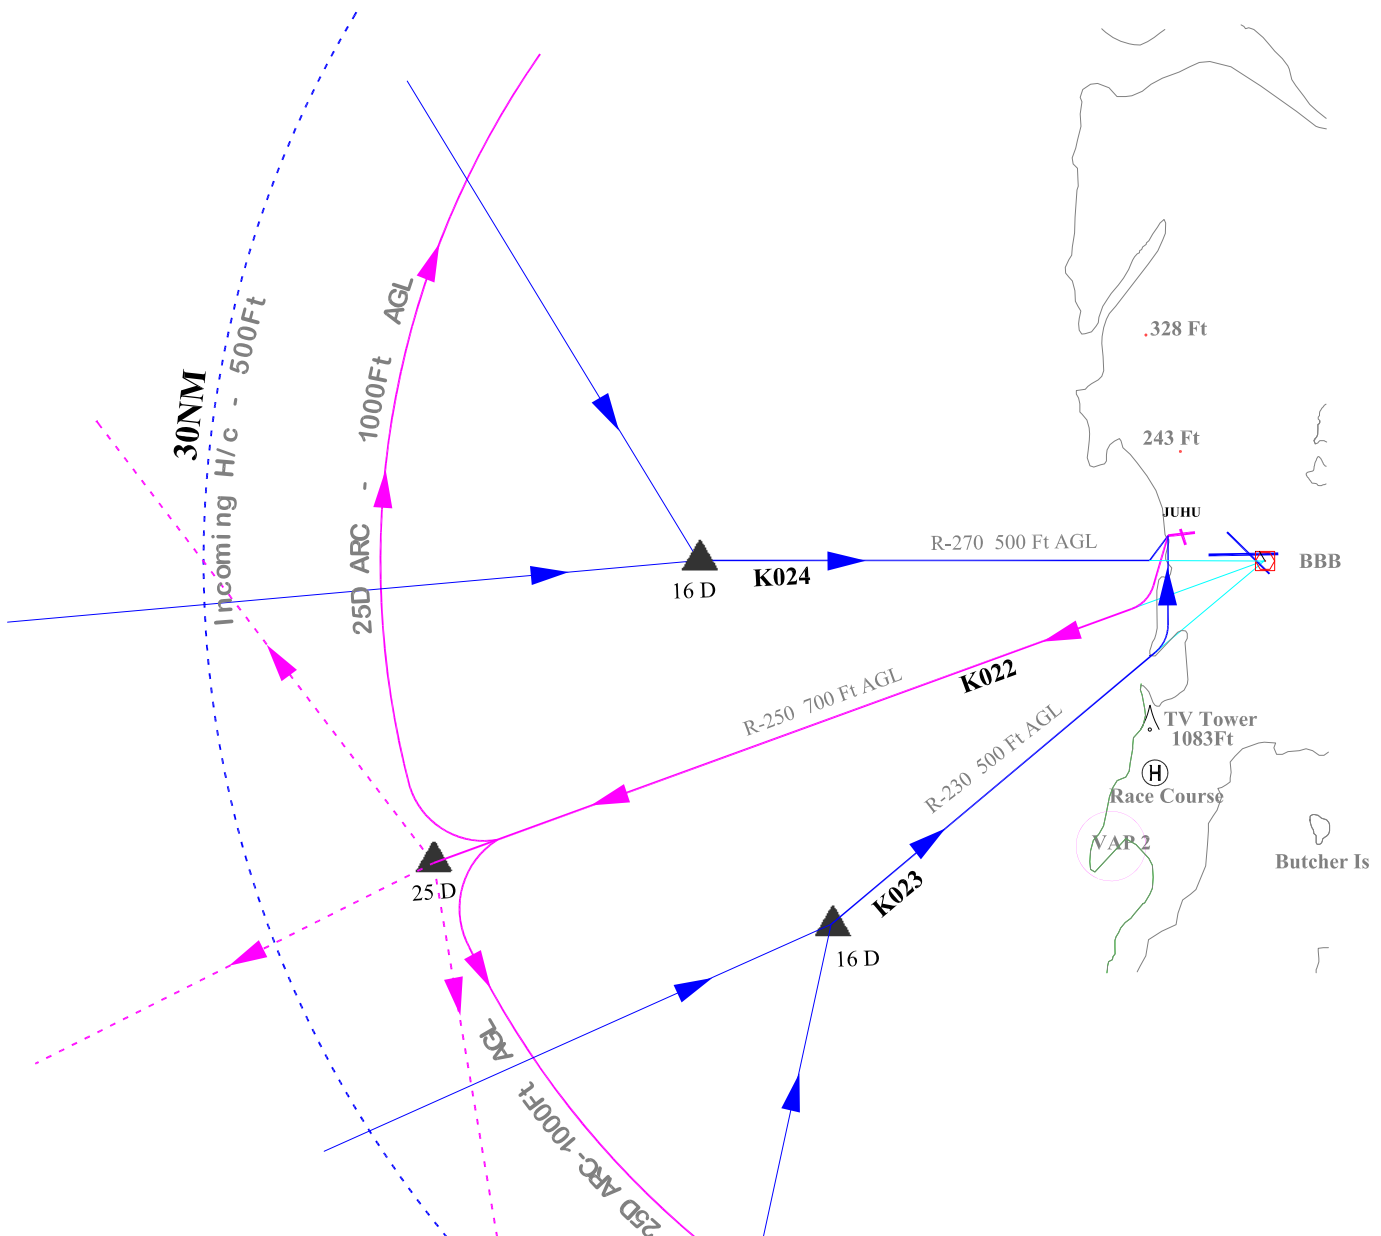 30NM
Incoming H/c - 500Ft
25D ARC - 1000Ft AGL
.328 Ft
243 Ft
JUHU
BBB
R-270 500 Ft AGL
16 D
K024
K022
R-250 700 Ft AGL
R-230 500 Ft AGL
TV Tower
1083Ft
H
Race Course
VAP 2
Butcher Is
25 D
K023
16 D
25D ARC-1000Ft AGL